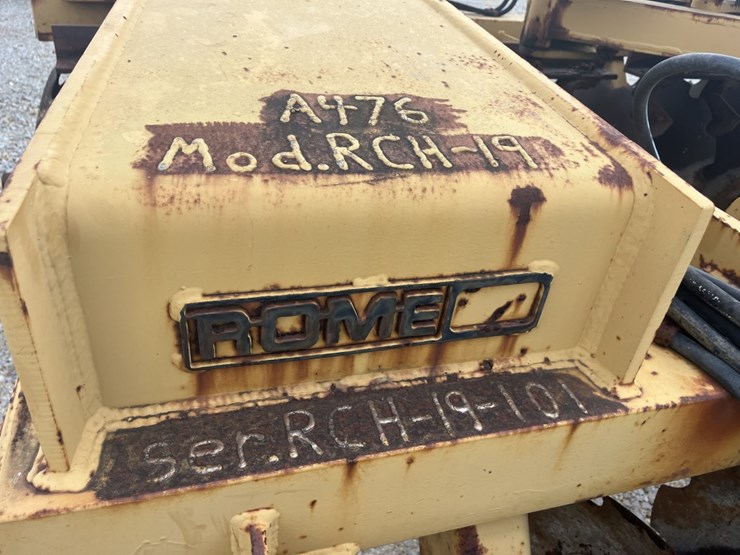 A476
Mod.RCH-19
ROME
ser.RCH-19-101